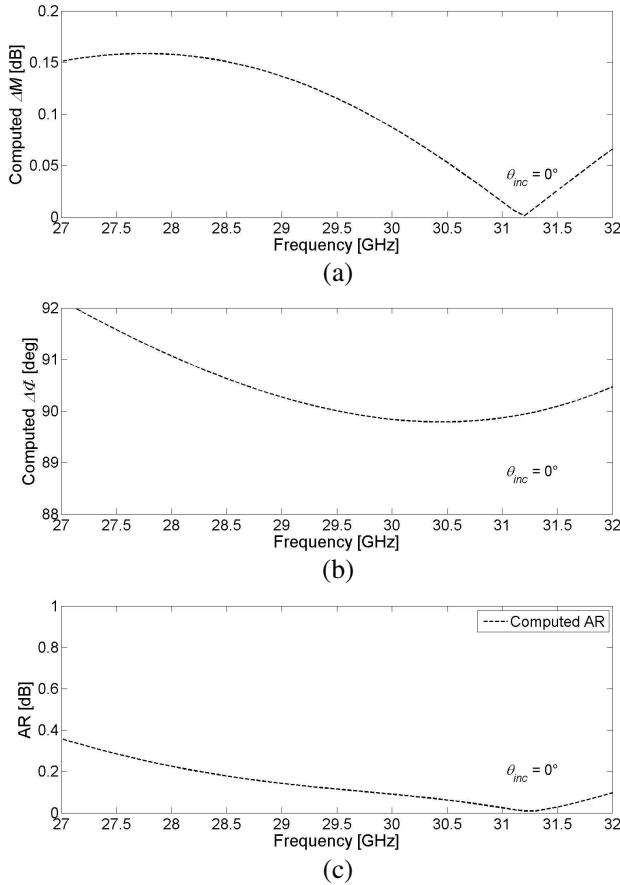 0.2
0.15
0.1
0.05
0
Computed ΔM [dB]
θinc = 0°
27 27.5 28 28.5 29 29.5 30 30.5 31 31.5 32
Frequency [GHz]
(a)
92
91
90
89
88
Computed ΔΦ [deg]
θinc = 0°
27 27.5 28 28.5 29 29.5 30 30.5 31 31.5 32
Frequency [GHz]
(b)
1
0.8
0.6
0.4
0.2
0
AR [dB]
Computed AR
θinc = 0°
27 27.5 28 28.5 29 29.5 30 30.5 31 31.5 32
Frequency [GHz]
(c)